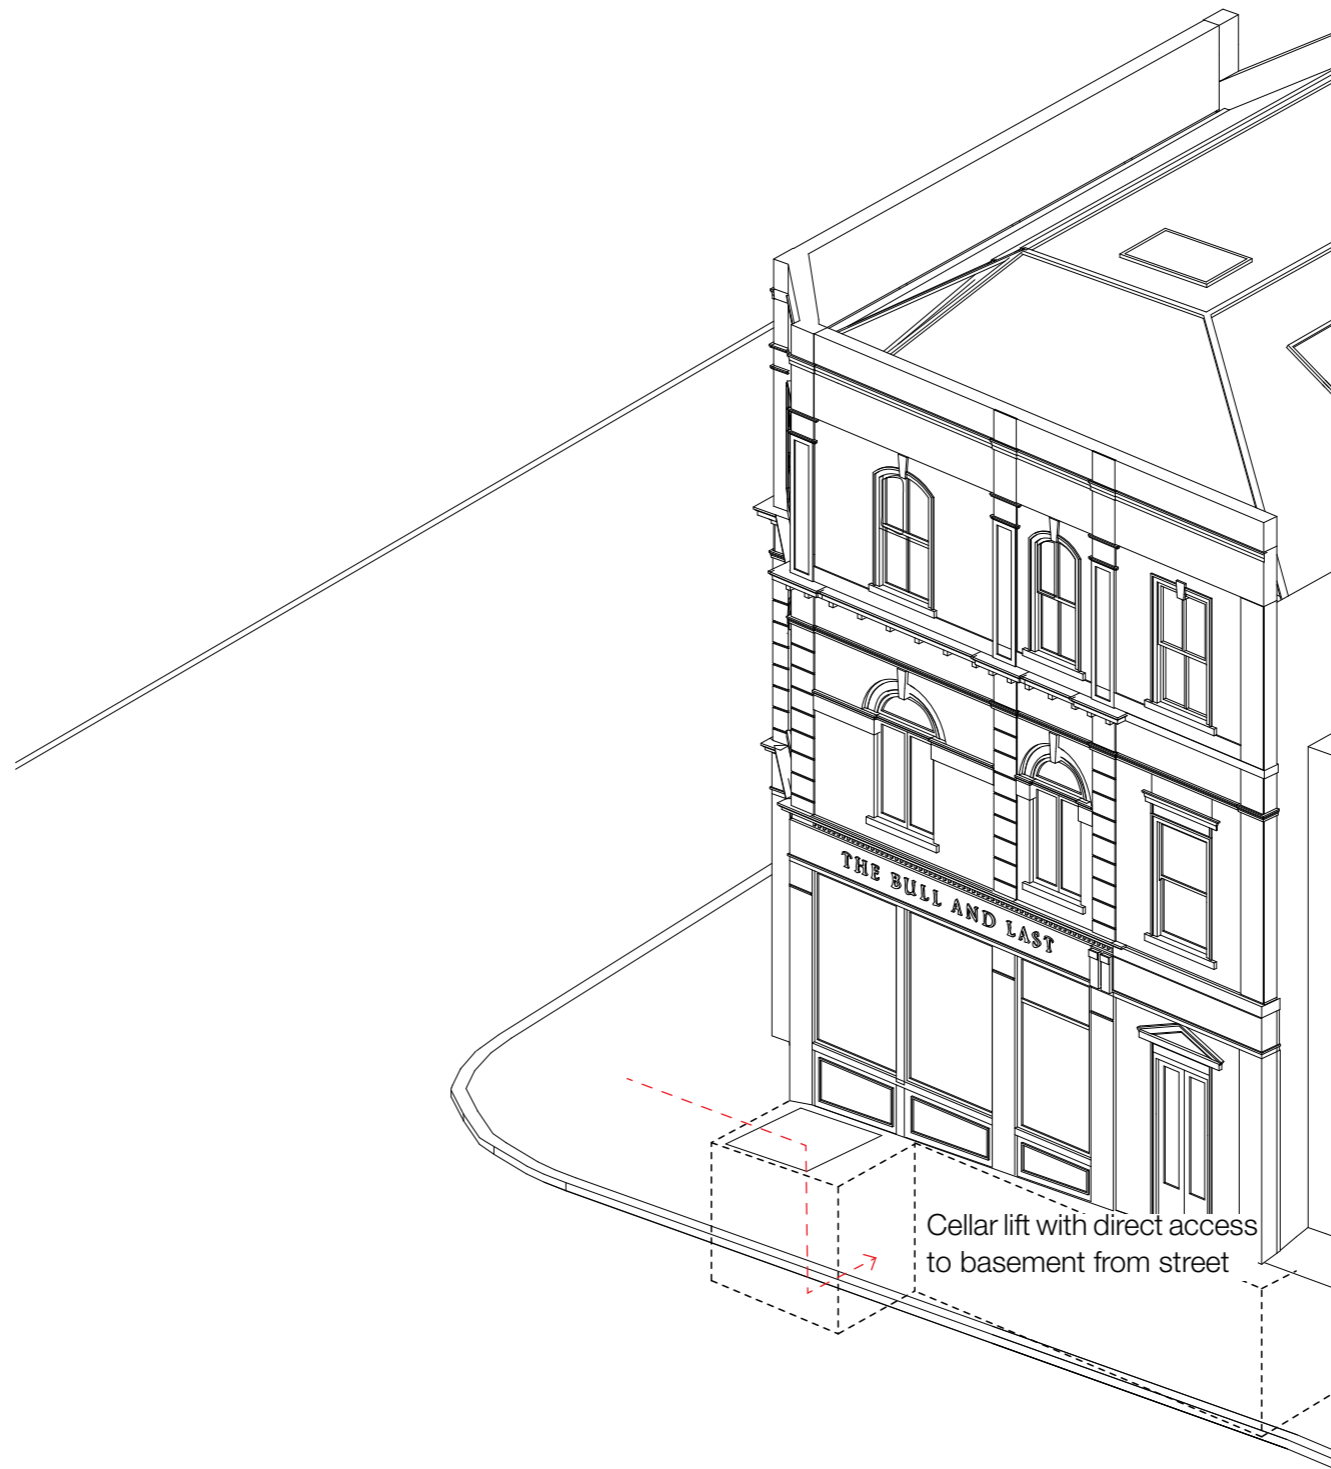 THE BULL AND LAST
Cellar lift with direct access
to basement from street